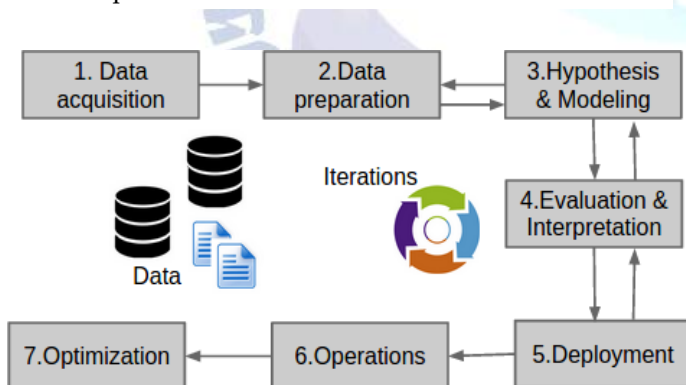 1. Data
acquisition
2.Data
preparation
3.Hypothesis
& Modeling
Iterations
4.Evaluation &
Interpretation
Data
7.Optimization
6.Operations
5.Deployment